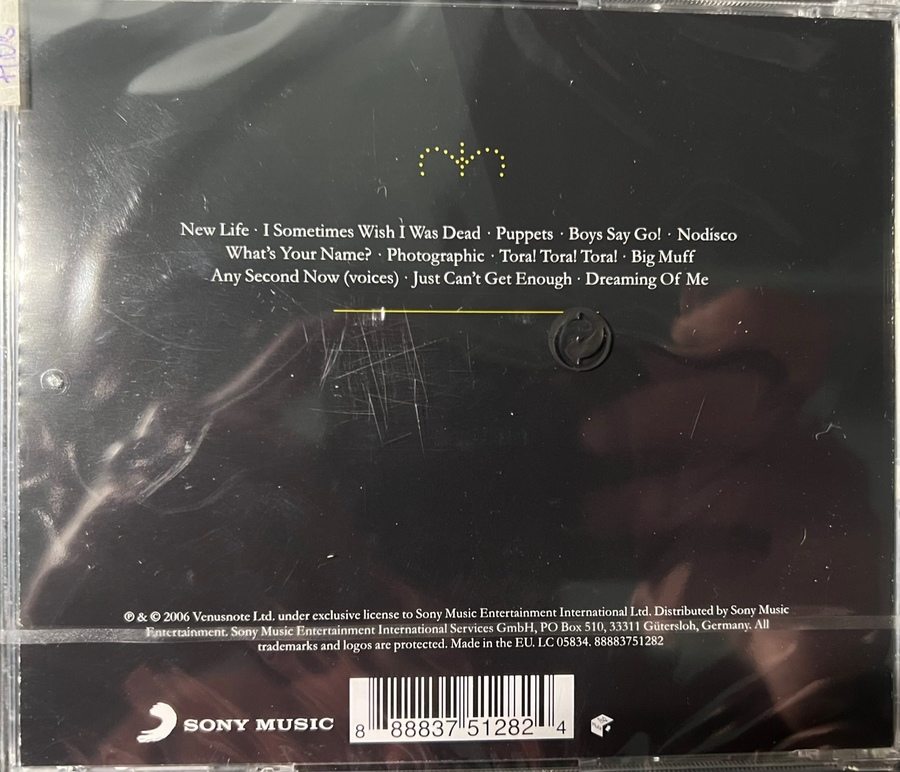 New Life · I Sometimes Wish I Was Dead · Puppets · Boys Say Go! · Nodisco
What's Your Name? · Photographic · Tora! Tora! Tora! · Big Muff
Any Second Now (voices) · Just Can't Get Enough · Dreaming Of Me
℗ & © 2006 Venusnote Ltd. under exclusive license to Sony Music Entertainment International Ltd. Distributed by Sony Music
Entertainment. Sony Music Entertainment International Services GmbH, PO Box 510, 33311 Gütersloh, Germany. All
trademarks and logos are protected. Made in the EU. LC 05834. 88883751282
SONY MUSIC
8 88837 51282 4